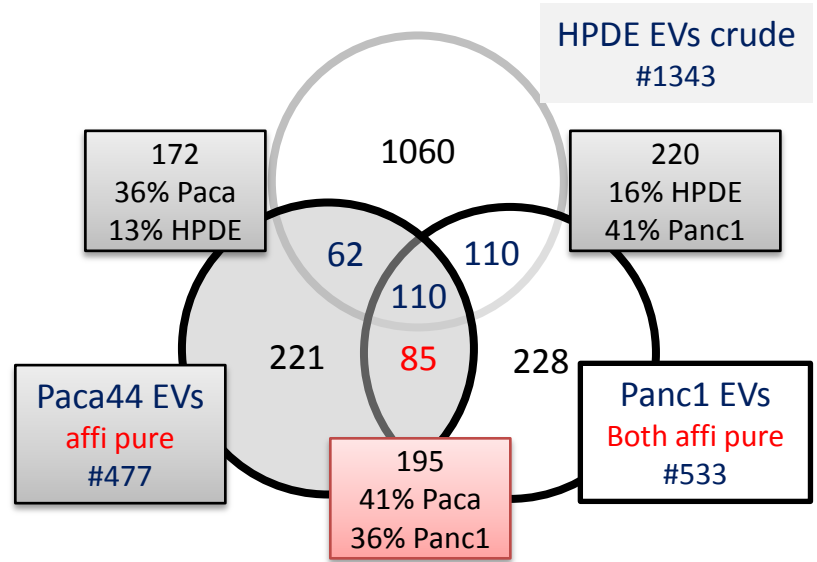 HPDE EVs crude
#1343
172
36% Paca
13% HPDE
1060
220
16% HPDE
41% Panc1
62
110
110
221
85
228
Paca44 EVs
affi pure
#477
195
41% Paca
36% Panc1
Panc1 EVs
Both affi pure
#533